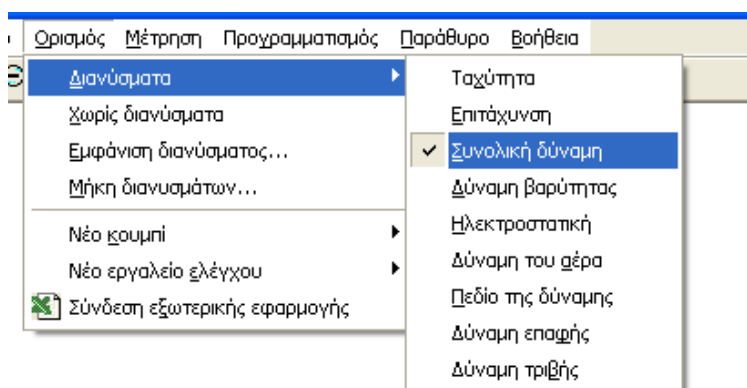 Ορισμός Μέτρηση Προγραμματισμός Παράθυρο Βοήθεια
Διανύσματα
Χωρίς διανύσματα
Εμφάνιση διανύσματος...
Μήκη διανυσμάτων...
Νέο κουμπί
Νέο εργαλείο ελέγχου
Σύνδεση εξωτερικής εφαρμογής
Ταχύτητα
Επιτάχυνση
Συνολική δύναμη
Δύναμη βαρύτητας
Ηλεκτροστατική
Δύναμη του αέρα
Πεδίο της δύναμης
Δύναμη επαφής
Δύναμη τριβής